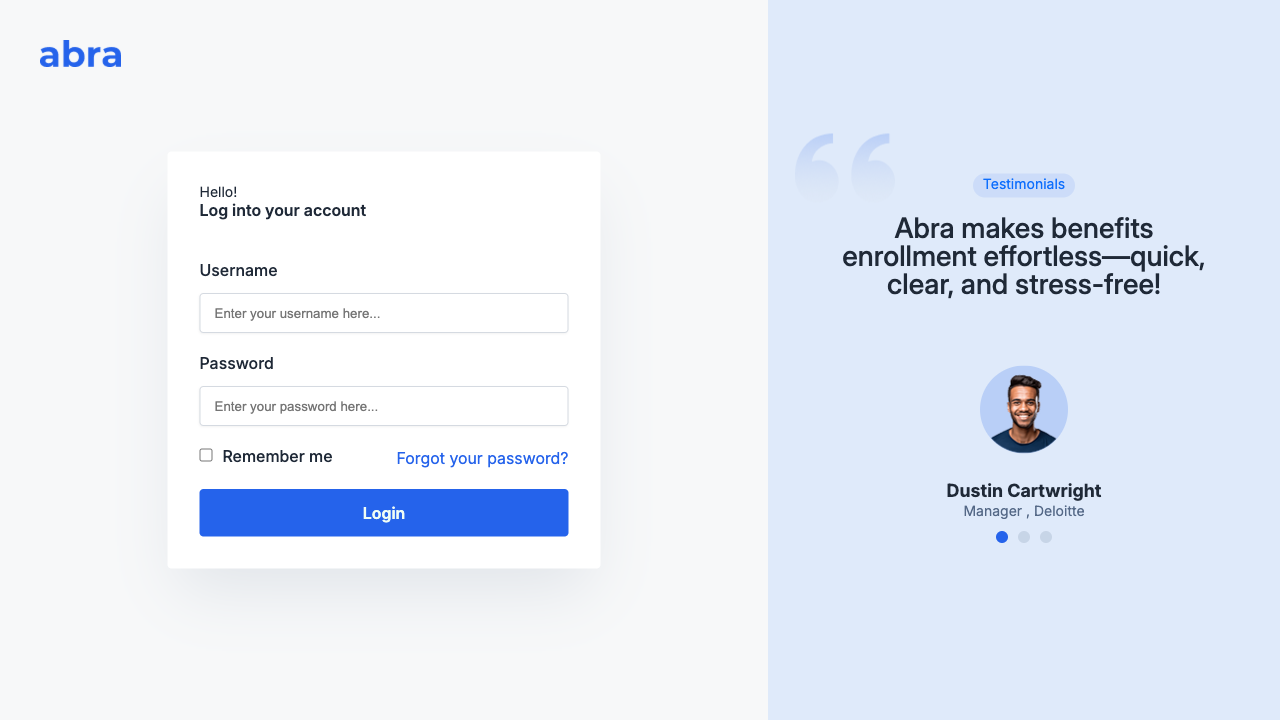 abra
Hello!
Log into your account
Username
Enter your username here...
Password
Enter your password here...
Remember me
Forgot your password?
Login
Testimonials
Abra makes benefits
enrollment effortless—quick,
clear, and stress-free!
Dustin Cartwright
Manager , Deloitte